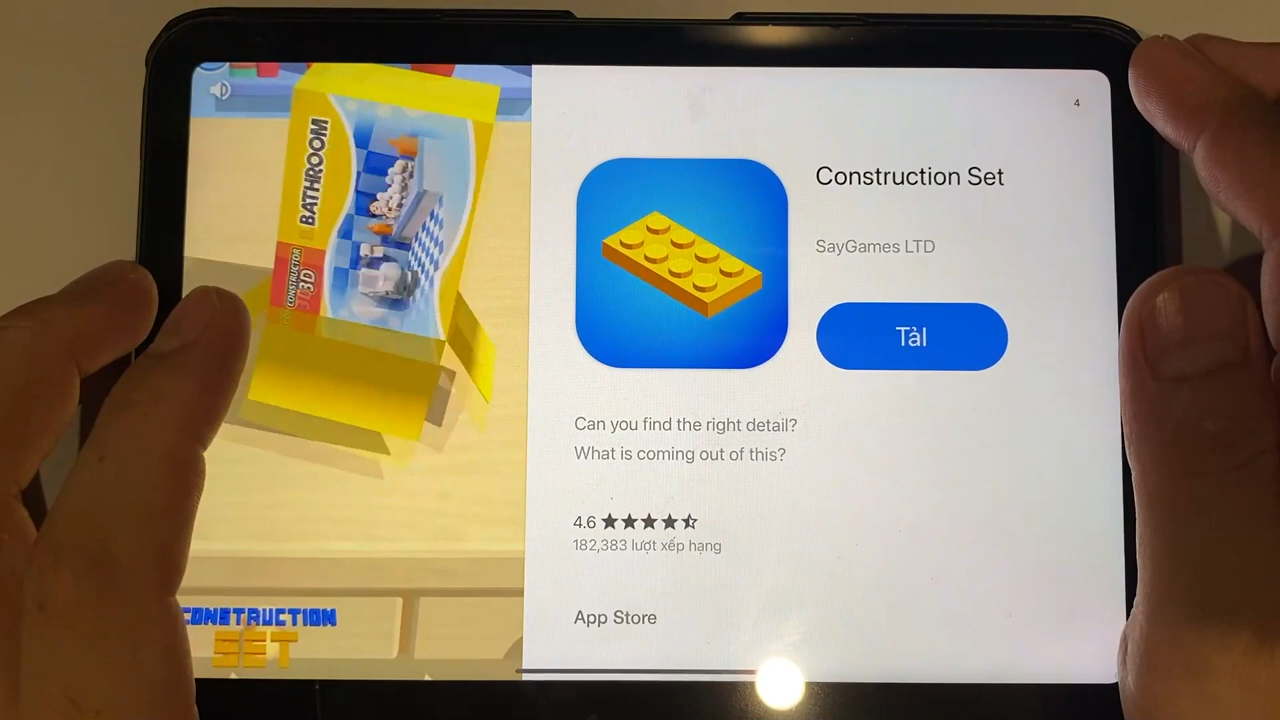 BATHROOM
CONSTRUCTOR
3D
CONSTRUCTION
SET
4
Construction Set
SayGames LTD
Tải
Can you find the right detail?
What is coming out of this?
4.6
182,383 lượt xếp hạng
App Store